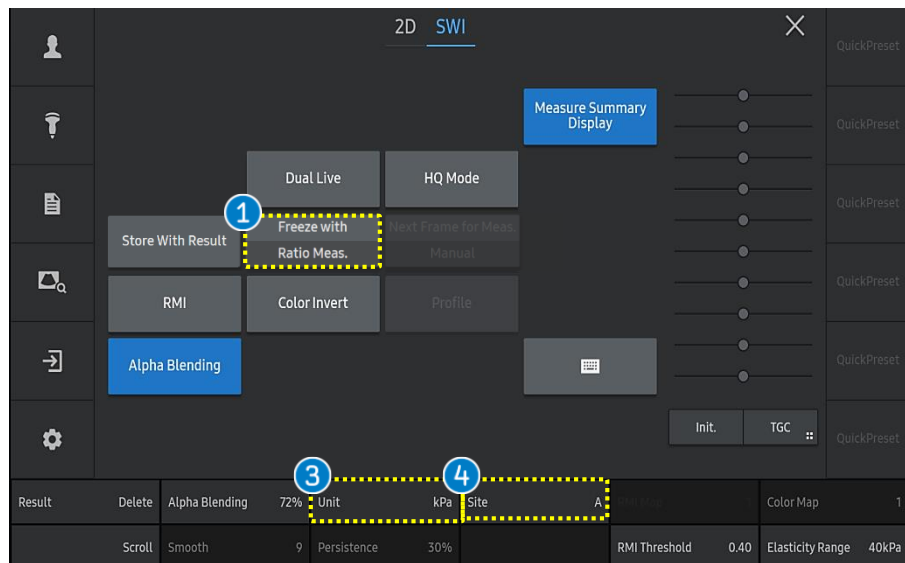 2D SWI
QuickPreset
Measure Summary
Display
QuickPreset
Dual Live
HQ Mode
QuickPreset
1
Store With Result
Freeze with
Ratio Meas.
Next Frame for Meas.
Manual
RMI
Color Invert
Profile
QuickPreset
Alpha Blending
QuickPreset
Init.
TGC
QuickPreset
3
4
Result Delete
Alpha Blending 72%
Unit kPa
Site A
Color Map 1
Scroll
Smooth 9
Persistence 30%
RMI Threshold 0.40
Elasticity Range 40kPa